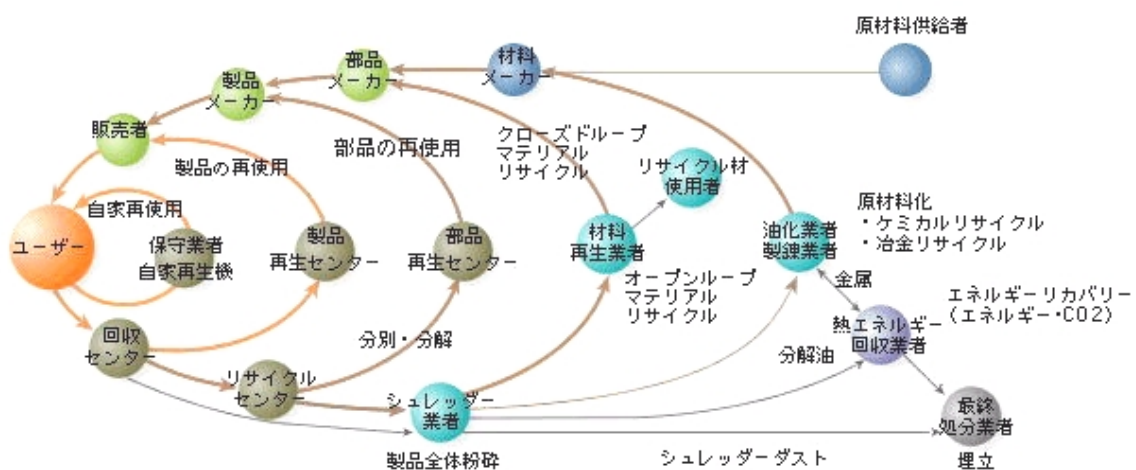 原材料供給者
材料
メーカー
部品
メーカー
製品
メーカー
販売者
クローズドループ
マテリアル
リサイクル
部品の再使用
製品の再使用
リサイクル材
使用者
自家再使用
ユーザー
保守業者
自家再生機
製品
再生センター
部品
再生センター
材料
再生業者
油化業者
製錬業者
原材料化
・ケミカルリサイクル
・冶金リサイクル
オープンループ
マテリアル
リサイクル
金属
エネルギーリカバリー
(エネルギー・CO2)
熱エネルギー
回収業者
回収
センター
分別・分解
分解油
リサイクル
センター
シュレッダー
業者
最終
処分業者
製品全体粉砕
シュレッダーダスト
埋立